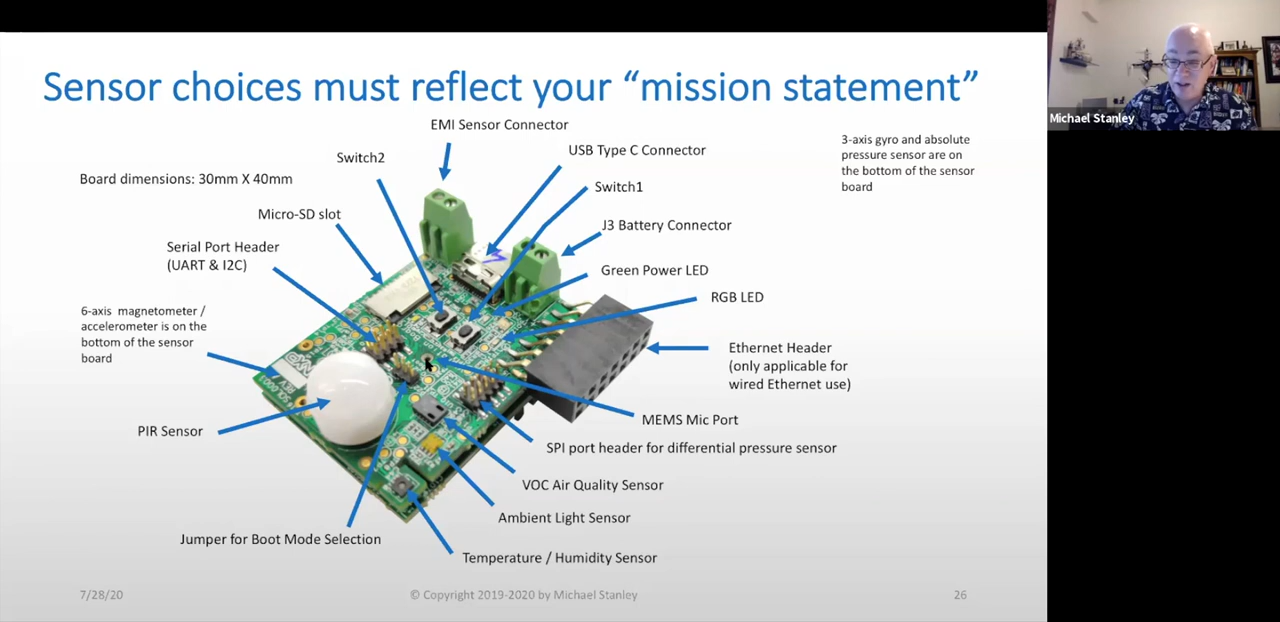 Sensor choices must reflect your “mission statement”
Michael Stanley
EMI Sensor Connector
3-axis gyro and absolute
pressure sensor are on
the bottom of the sensor
board
Switch2
USB Type C Connector
Board dimensions: 30mm X 40mm
Switch1
Micro-SD slot
J3 Battery Connector
Serial Port Header
(UART & I2C)
Green Power LED
RGB LED
6-axis magnetometer /
accelerometer is on the
bottom of the sensor
board
Ethernet Header
(only applicable for
wired Ethernet use)
PIR Sensor
MEMS Mic Port
SPI port header for differential pressure sensor
VOC Air Quality Sensor
Ambient Light Sensor
Jumper for Boot Mode Selection
Temperature / Humidity Sensor
7/28/20
© Copyright 2019-2020 by Michael Stanley
26